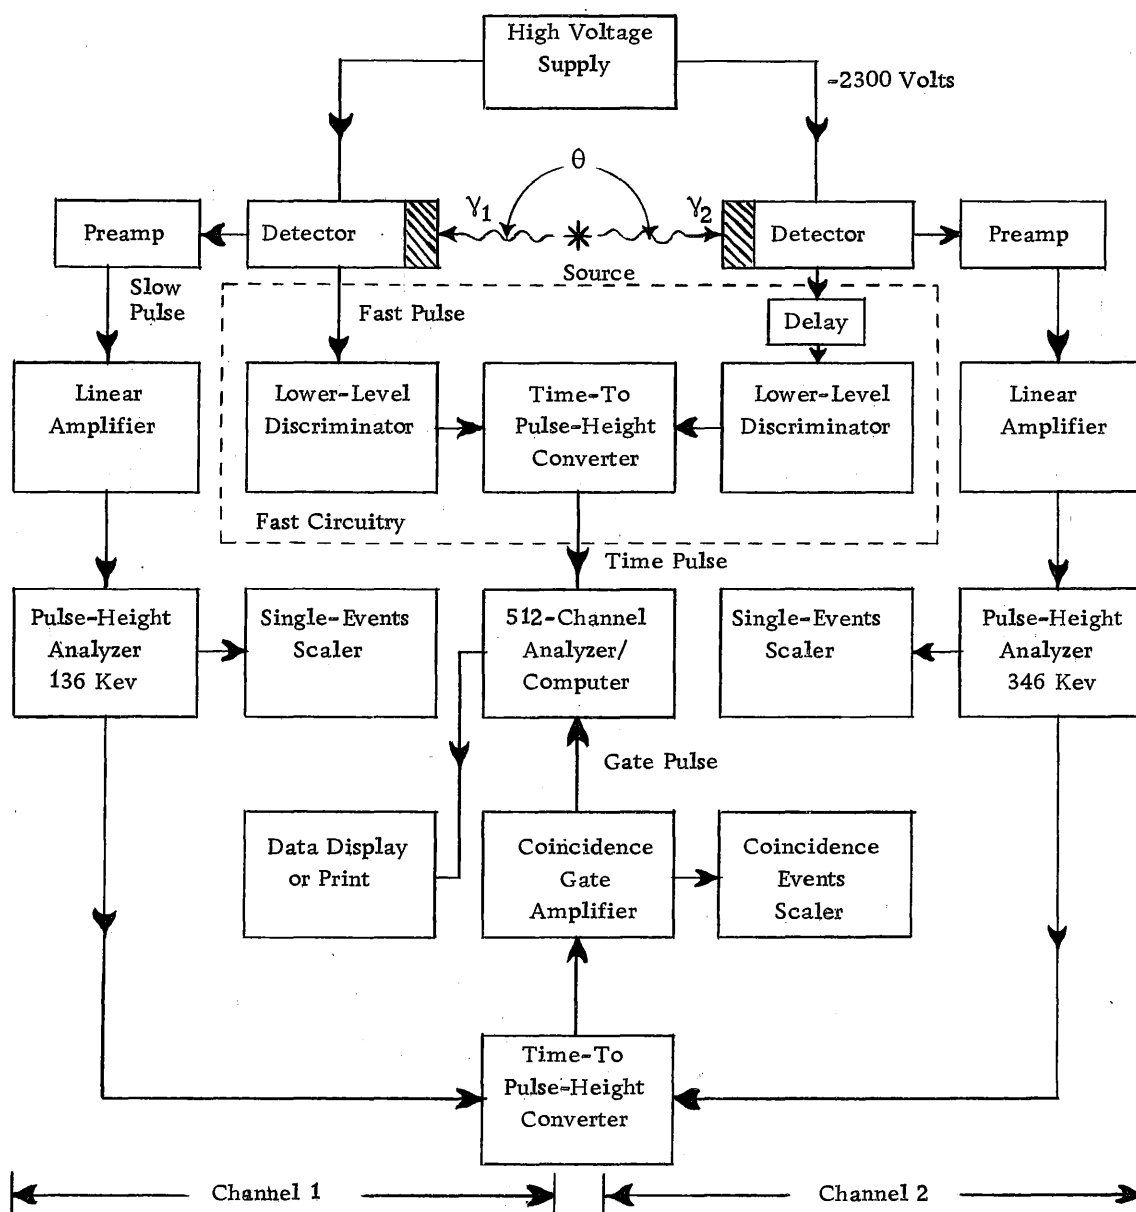 High Voltage
Supply
-2300 Volts
θ
γ1
γ2
Preamp
Detector
Detector
Preamp
Source
Slow
Pulse
Fast Pulse
Delay
Linear
Amplifier
Lower-Level
Discriminator
Time-To
Pulse-Height
Converter
Lower-Level
Discriminator
Linear
Amplifier
Fast Circuitry
Time Pulse
Pulse-Height
Analyzer
136 Kev
Single-Events
Scaler
512-Channel
Analyzer/
Computer
Single-Events
Scaler
Pulse-Height
Analyzer
346 Kev
Gate Pulse
Data Display
or Print
Coincidence
Gate
Amplifier
Coincidence
Events
Scaler
Time-To
Pulse-Height
Converter
Channel 1
Channel 2